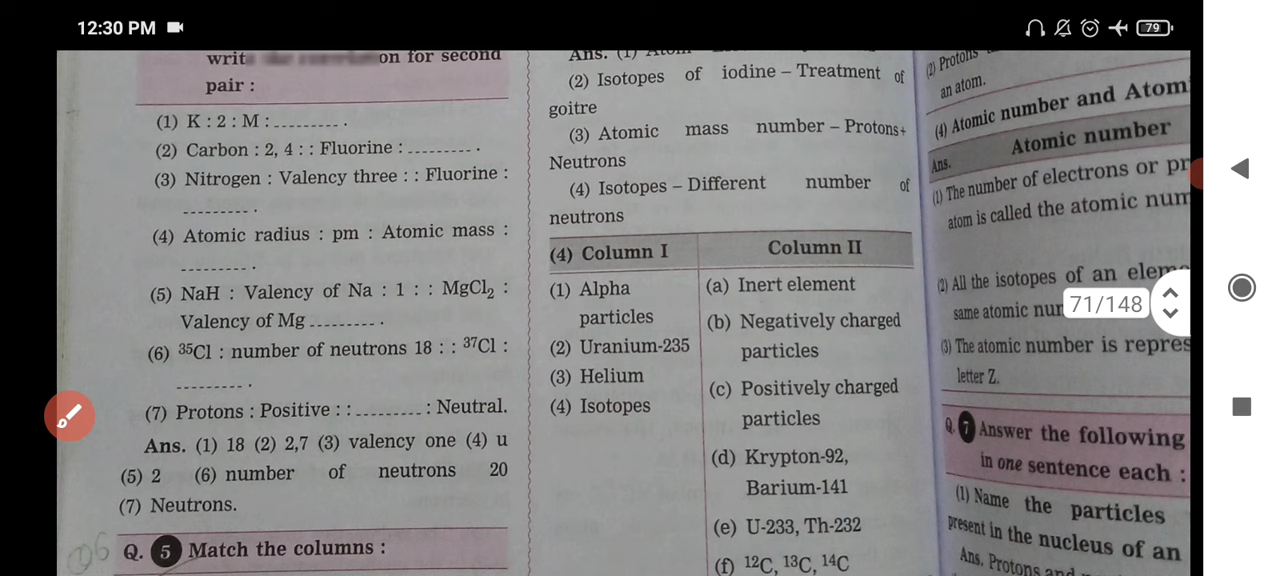 12:30 PM
79
on for second
pair :
(1) K : 2 : M : ......... .
(2) Carbon : 2, 4 : : Fluorine : ......... .
(3) Nitrogen : Valency three : : Fluorine :
......... .
(4) Atomic radius : pm : Atomic mass :
......... .
(5) NaH : Valency of Na : 1 : : MgCl₂ :
Valency of Mg ......... .
(6) ³⁵Cl : number of neutrons 18 : : ³⁷Cl :
......... .
(7) Protons : Positive : : ......... : Neutral.
Ans. (1) 18 (2) 2,7 (3) valency one (4) u
(5) 2 (6) number of neutrons 20
(7) Neutrons.
Q. 5 Match the columns :
Ans. (1) Atom
(2) Isotopes of iodine – Treatment of
goitre
(3) Atomic mass number – Protons+
Neutrons
(4) Isotopes – Different number of
neutrons
(4) Column I Column II
(1) Alpha
particles
(2) Uranium-235
(3) Helium
(4) Isotopes
(a) Inert element
(b) Negatively charged
particles
(c) Positively charged
particles
(d) Krypton-92,
Barium-141
(e) U-233, Th-232
(f) ¹²C, ¹³C, ¹⁴C
(2) Protons
an atom.
(4) Atomic number and Atom
Ans. Atomic number
(1) The number of electrons or pr
atom is called the atomic num
(2) All the isotopes of an elem
same atomic nu
71/148
(3) The atomic number is repres
letter Z.
Q. 7 Answer the following
in one sentence each :
(1) Name the particles
present in the nucleus of an
Ans. Protons and